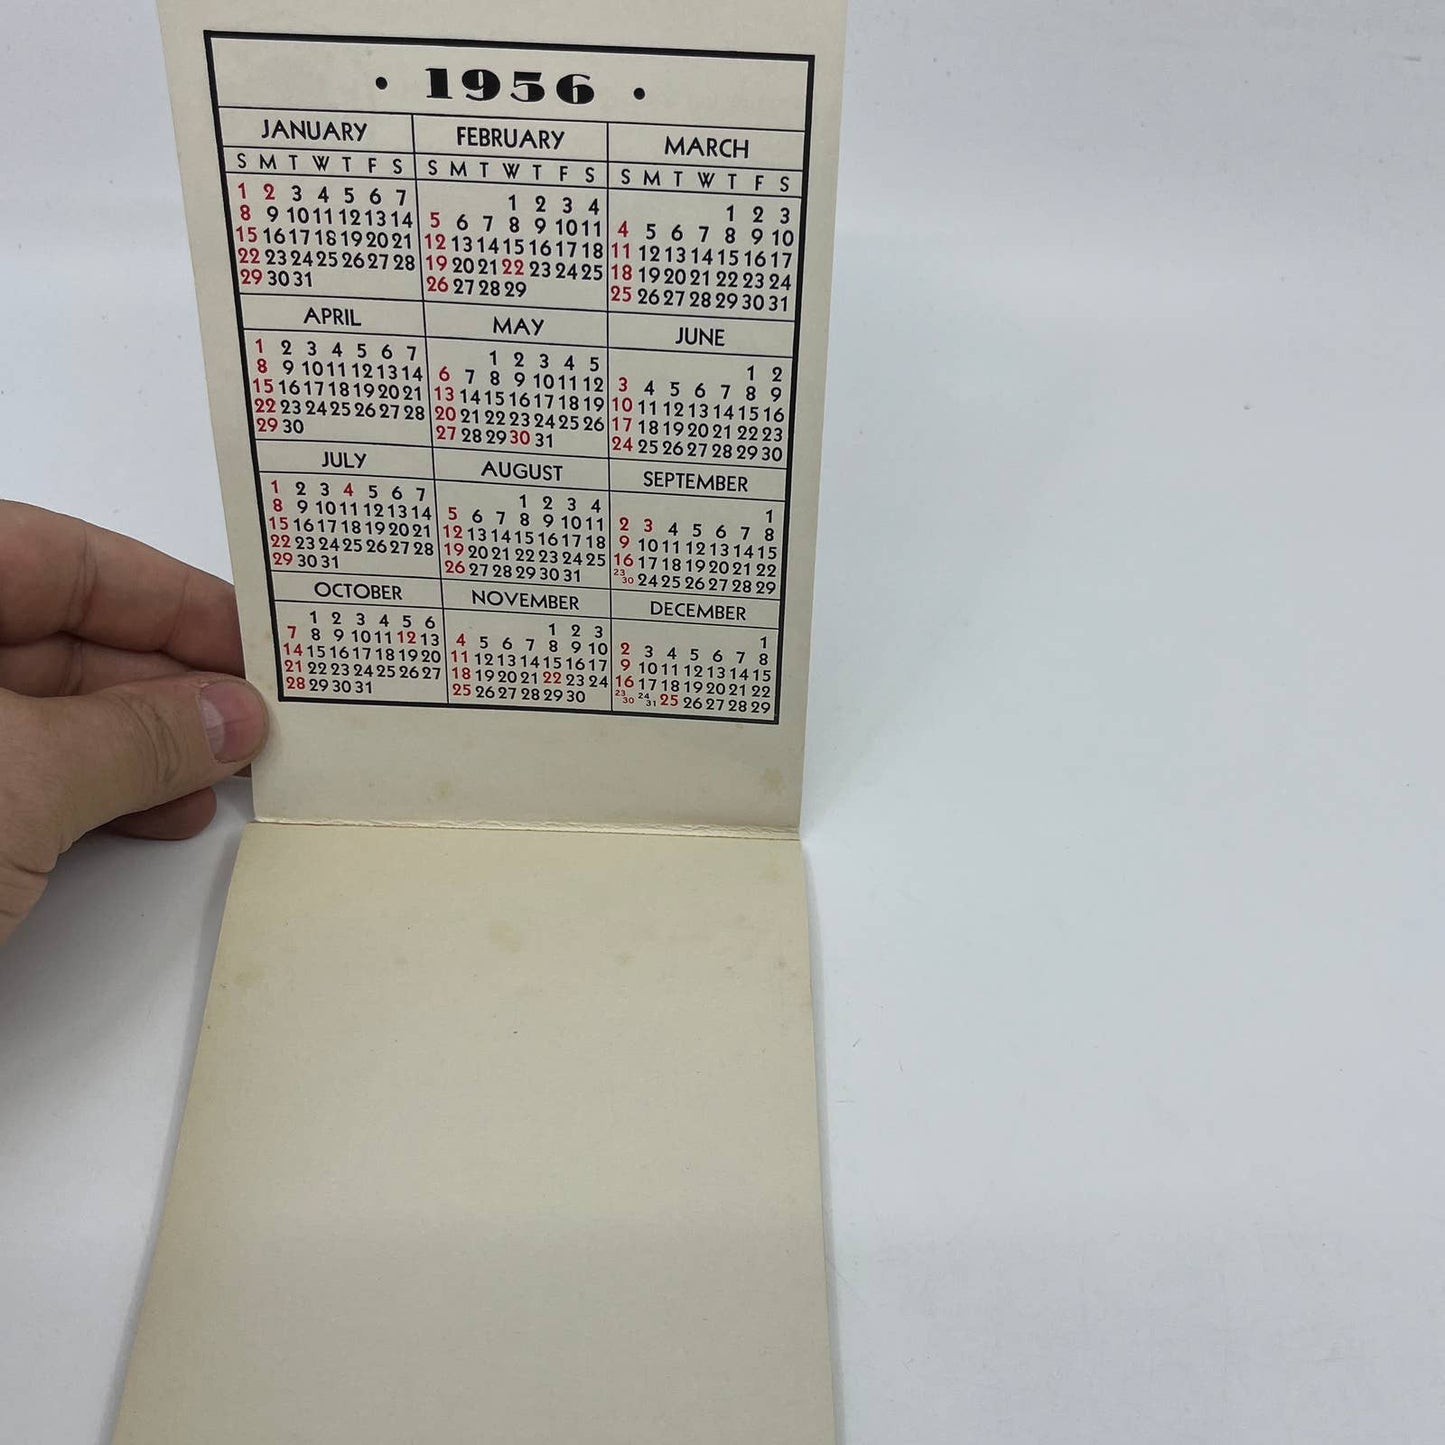 • 1956 •
JANUARY FEBRUARY MARCH
S M T W T F S S M T W T F S S M T W T F S
1 2 3 4 5 6 7 1 2 3 4 1 2 3
8 9 10 11 12 13 14 5 6 7 8 9 10 11 4 5 6 7 8 9 10
15 16 17 18 19 20 21 12 13 14 15 16 17 18 11 12 13 14 15 16 17
22 23 24 25 26 27 28 19 20 21 22 23 24 25 18 19 20 21 22 23 24
29 30 31 26 27 28 29 25 26 27 28 29 30 31
APRIL MAY JUNE
1 2 3 4 5 6 7 1 2 3 4 5 1 2
8 9 10 11 12 13 14 6 7 8 9 10 11 12 3 4 5 6 7 8 9
15 16 17 18 19 20 21 13 14 15 16 17 18 19 10 11 12 13 14 15 16
22 23 24 25 26 27 28 20 21 22 23 24 25 26 17 18 19 20 21 22 23
29 30 27 28 29 30 31 24 25 26 27 28 29 30
JULY AUGUST SEPTEMBER
1 2 3 4 5 6 7 1 2 3 4 1
8 9 10 11 12 13 14 5 6 7 8 9 10 11 2 3 4 5 6 7 8
15 16 17 18 19 20 21 12 13 14 15 16 17 18 9 10 11 12 13 14 15
22 23 24 25 26 27 28 19 20 21 22 23 24 25 16 17 18 19 20 21 22
29 30 31 26 27 28 29 30 31 23 30 24 25 26 27 28 29
OCTOBER NOVEMBER DECEMBER
1 2 3 4 5 6 1 2 3 1
7 8 9 10 11 12 13 4 5 6 7 8 9 10 2 3 4 5 6 7 8
14 15 16 17 18 19 20 11 12 13 14 15 16 17 9 10 11 12 13 14 15
21 22 23 24 25 26 27 18 19 20 21 22 23 24 16 17 18 19 20 21 22
28 29 30 31 25 26 27 28 29 30 23 30 24 31 25 26 27 28 29